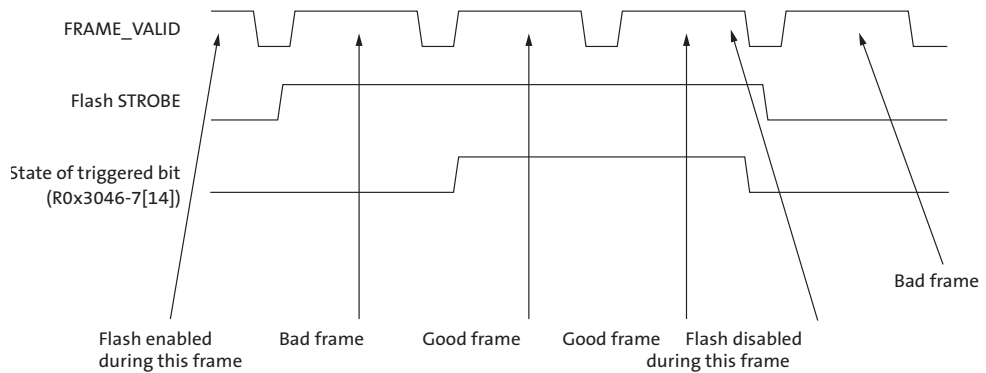 FRAME_VALID
Flash STROBE
State of triggered bit
(R0x3046-7[14])
Bad frame
Flash enabled
during this frame
Bad frame
Good frame
Good frame
Flash disabled
during this frame